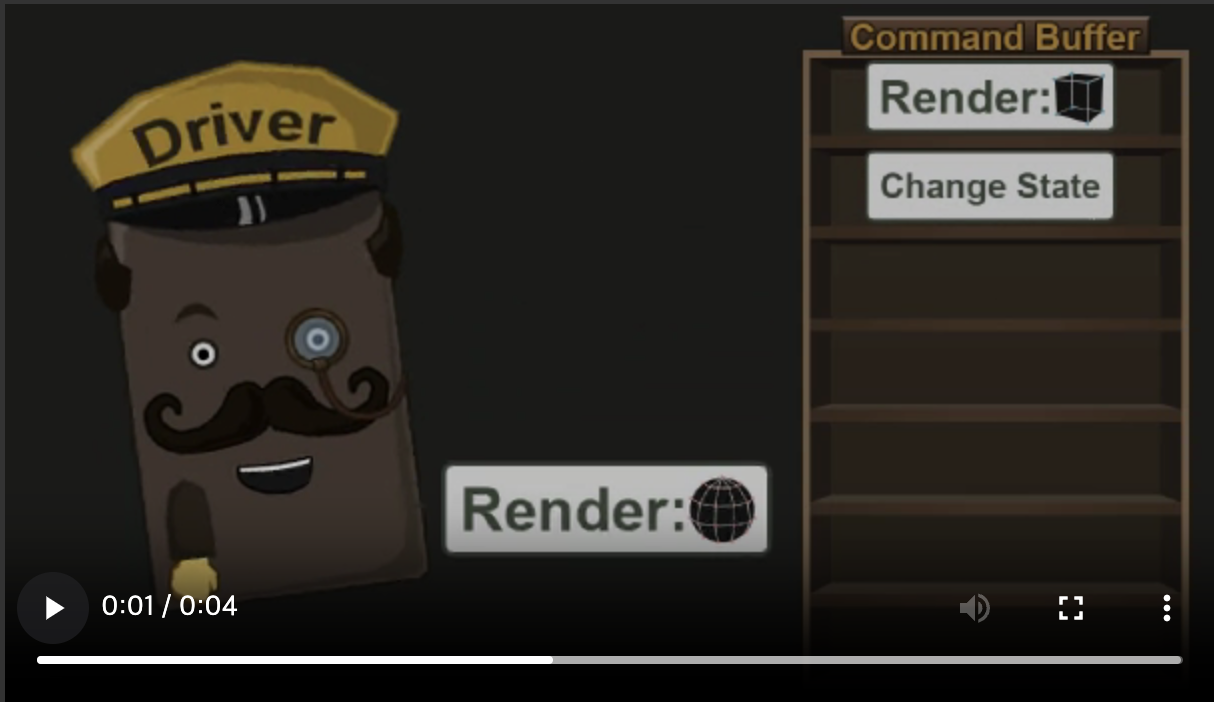 Command Buffer
Driver
Render:
Change State
Render:
0:01 / 0:04